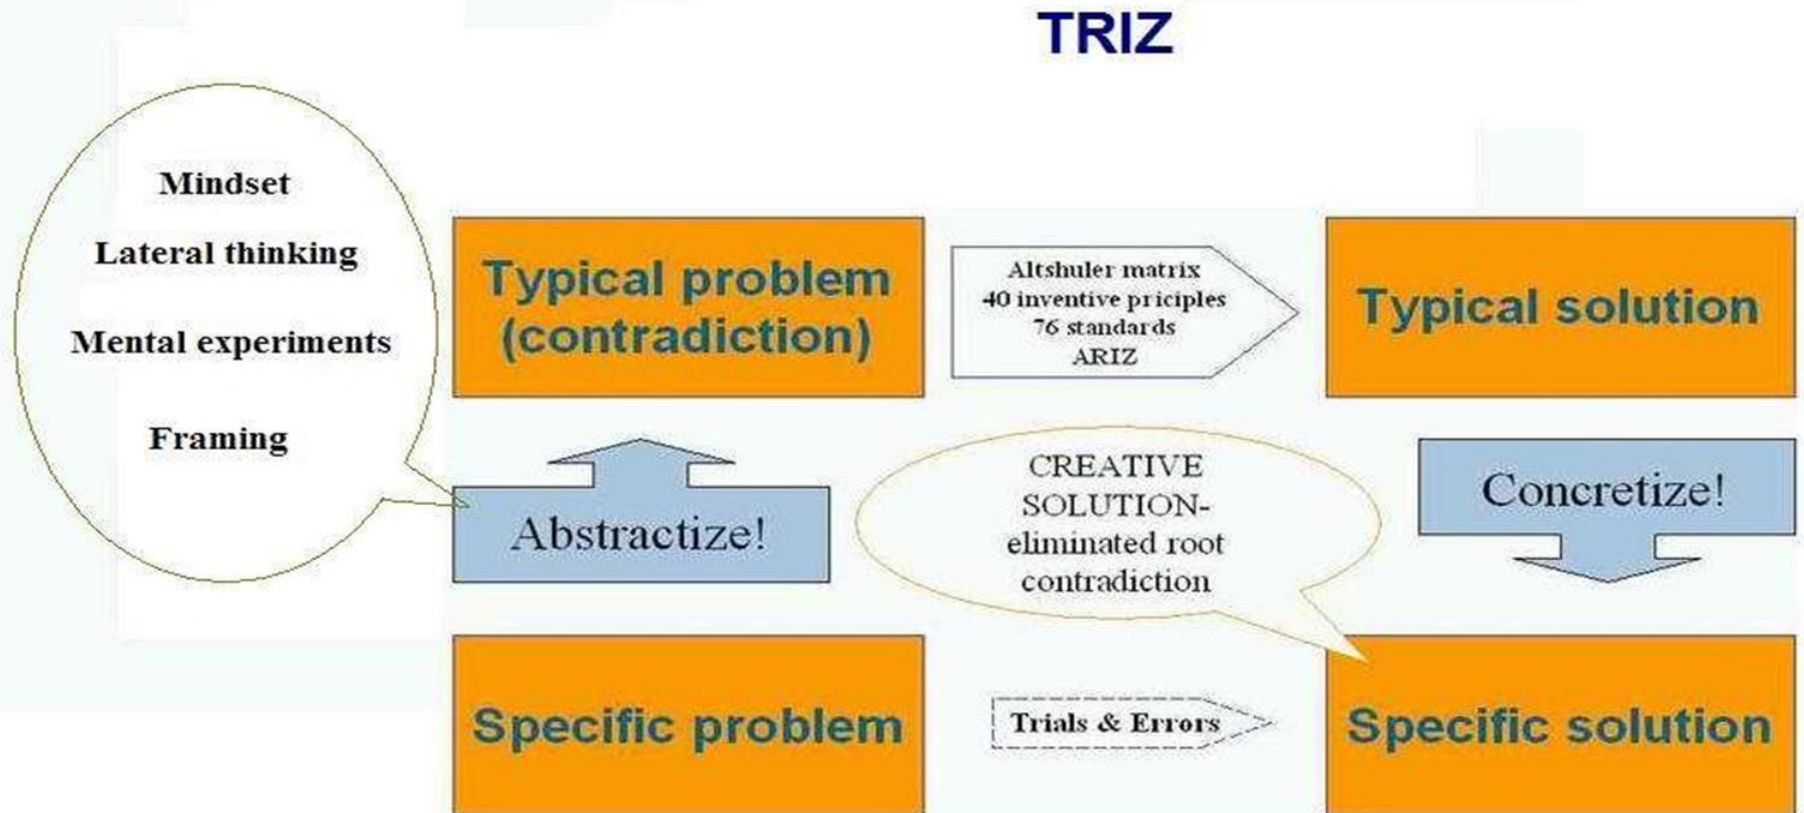 TRIZ
Mindset
Lateral thinking
Mental experiments
Framing
Typical problem
(contradiction)
Altshuler matrix
40 inventive priciples
76 standards
ARIZ
Typical solution
Abstractize!
CREATIVE
SOLUTION-
eliminated root
contradiction
Concretize!
Specific problem
Trials & Errors
Specific solution